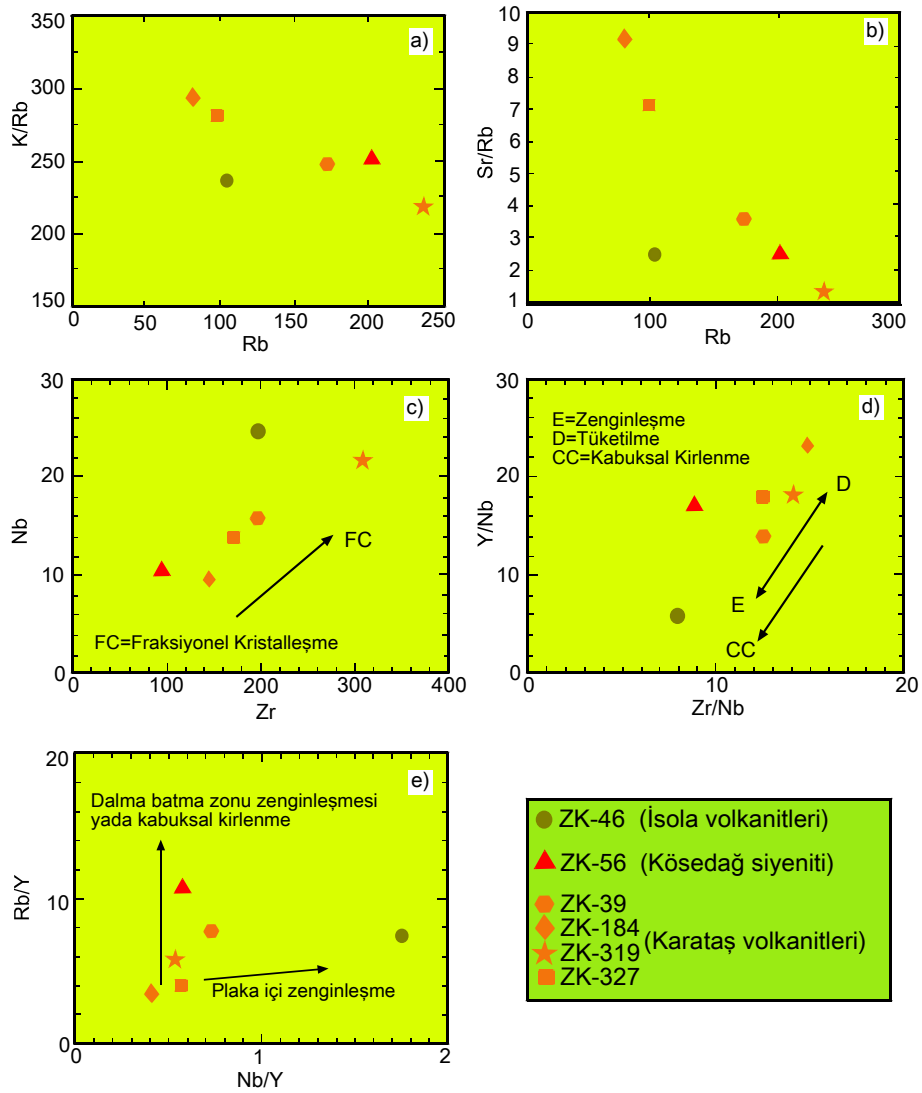 a)
350
300
250
200
150
K/Rb
0
50
100
150
200
250
Rb
b)
10
9
8
7
6
5
4
3
2
1
Sr/Rb
0
100
200
300
Rb
c)
30
20
10
0
Nb
FC
FC=Fraksiyonel Kristalleşme
0
100
200
300
400
Zr
d)
E=Zenginleşme
D=Tüketilme
CC=Kabuksal Kirlenme
30
20
10
0
Y/Nb
D
E
CC
0
10
20
Zr/Nb
e)
20
10
0
Rb/Y
Dalma batma zonu zenginleşmesi
yada kabuksal kirlenme
Plaka içi zenginleşme
0
1
2
Nb/Y
ZK-46 (İsola volkanitleri)
ZK-56 (Kösedağ siyeniti)
ZK-39
ZK-184
ZK-319 (Karataş volkanitleri)
ZK-327